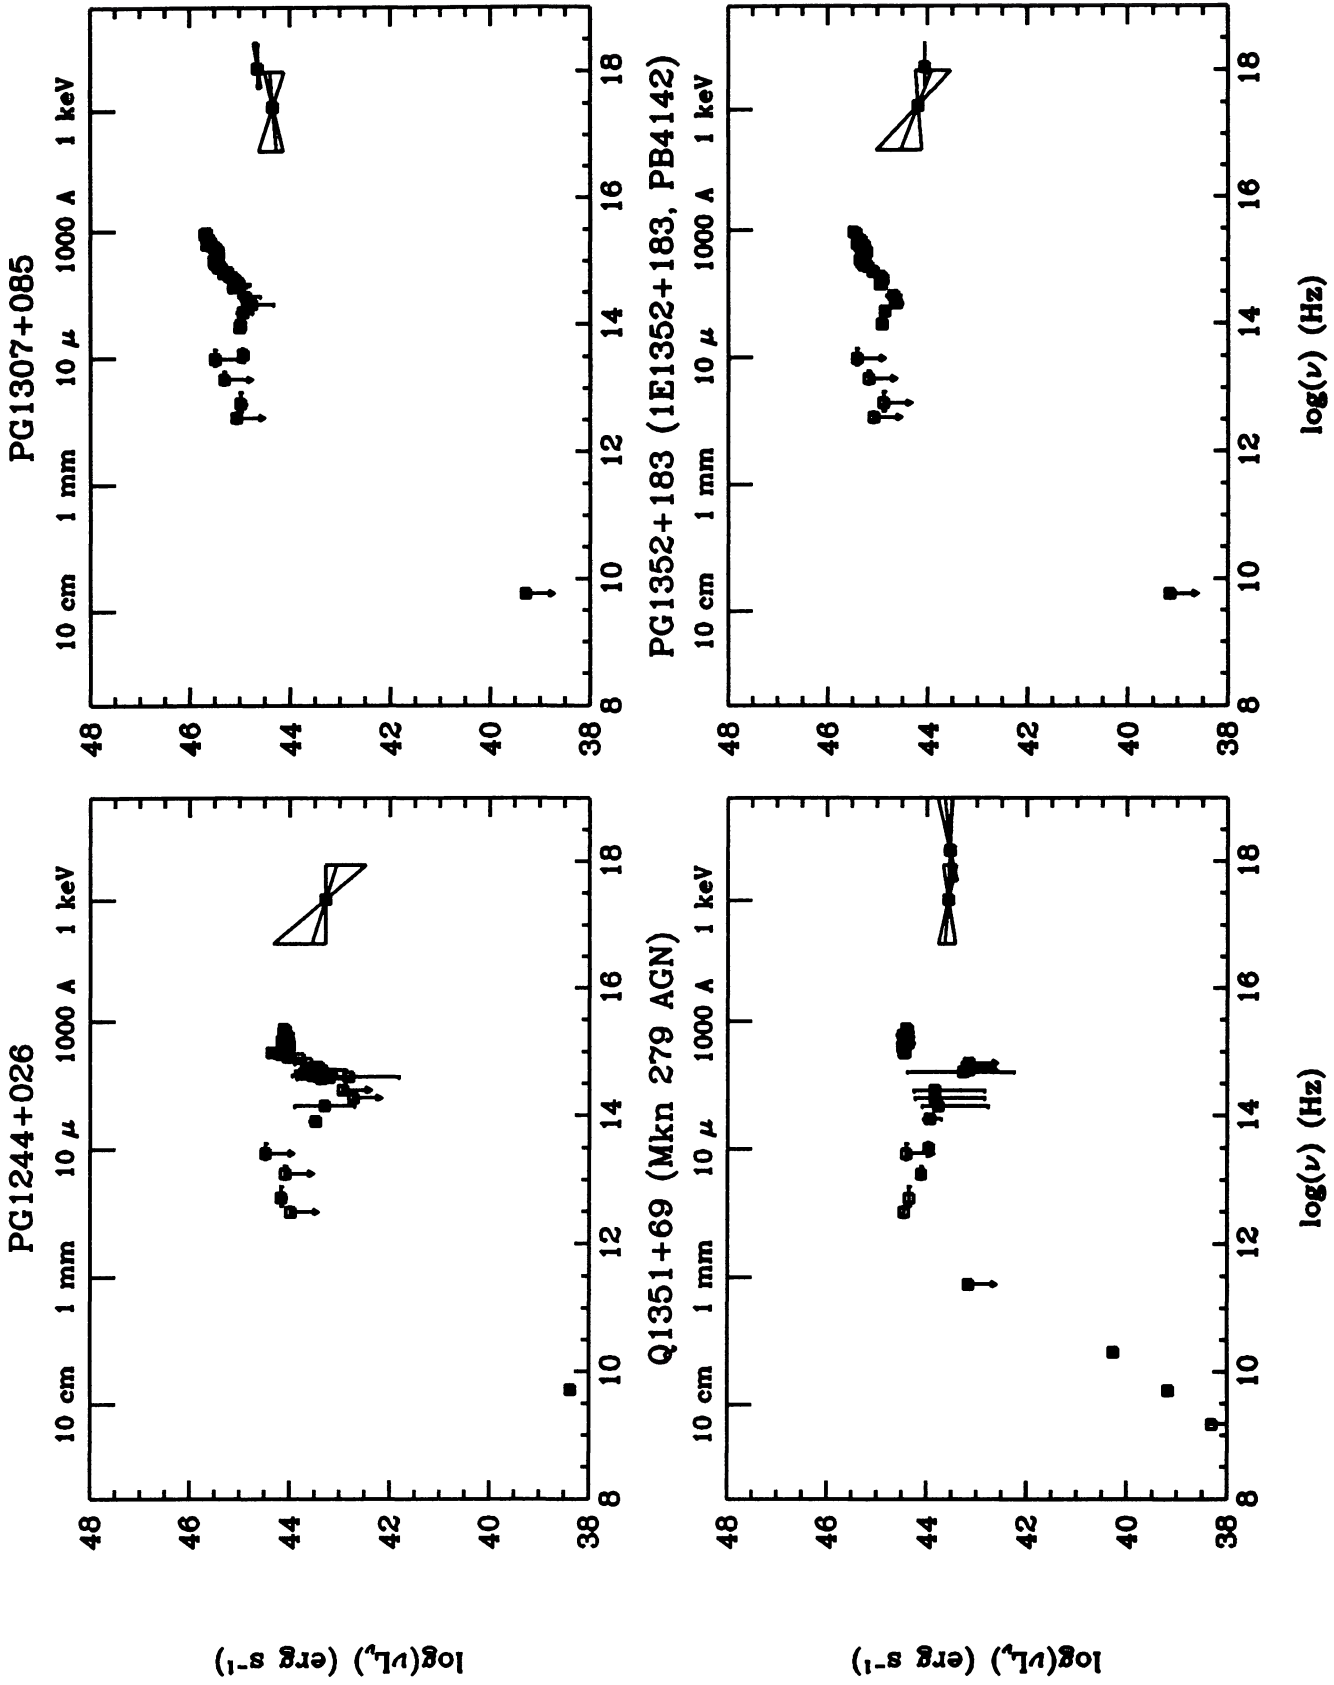 PG1244+026
10 cm 1 mm 10 μ 1000 A 1 keV
48
46
44
42
40
38
8 10 12 14 16 18
log(νLν) (erg s⁻¹)
PG1307+085
10 cm 1 mm 10 μ 1000 A 1 keV
48
46
44
42
40
38
8 10 12 14 16 18
Q1351+69 (Mkn 279 AGN)
10 cm 1 mm 10 μ 1000 A 1 keV
48
46
44
42
40
38
8 10 12 14 16 18
log(νLν) (erg s⁻¹)
log(ν) (Hz)
PG1352+183 (1E1352+183, PB4142)
10 cm 1 mm 10 μ 1000 A 1 keV
48
46
44
42
40
38
8 10 12 14 16 18
log(ν) (Hz)